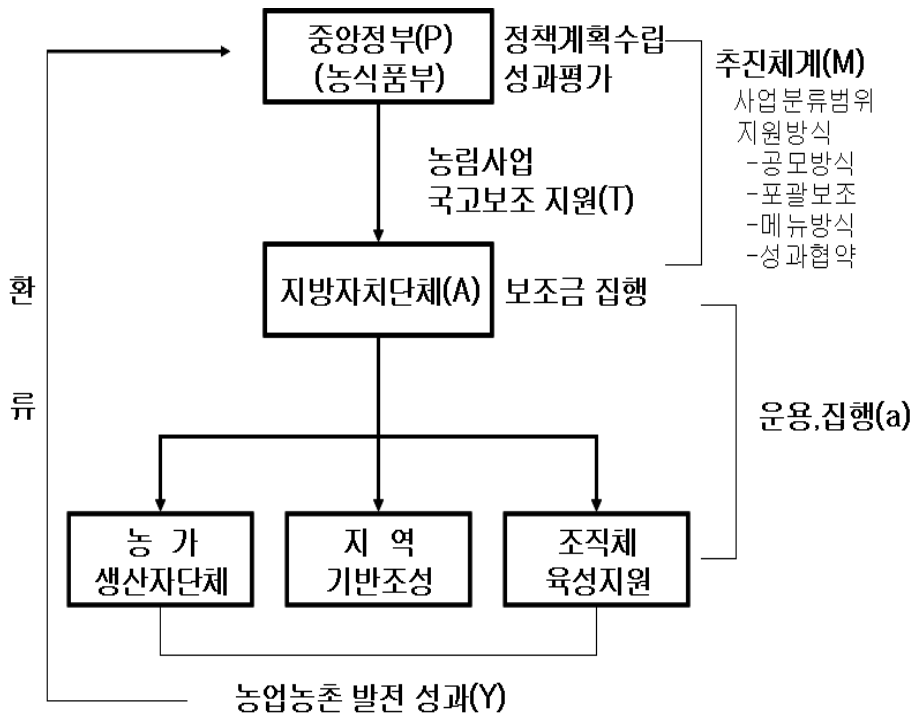 중앙정부(P)
(농식품부)
정책계획수립
성과평가
추진체계(M)
사업분류범위
지원방식
-공모방식
-포괄보조
-메뉴방식
-성과협약
농림사업
국고보조 지원(T)
환
류
지방자치단체(A)
보조금 집행
운용,집행(a)
농 가
생산자단체
지 역
기반조성
조직체
육성지원
농업농촌 발전 성과(Y)